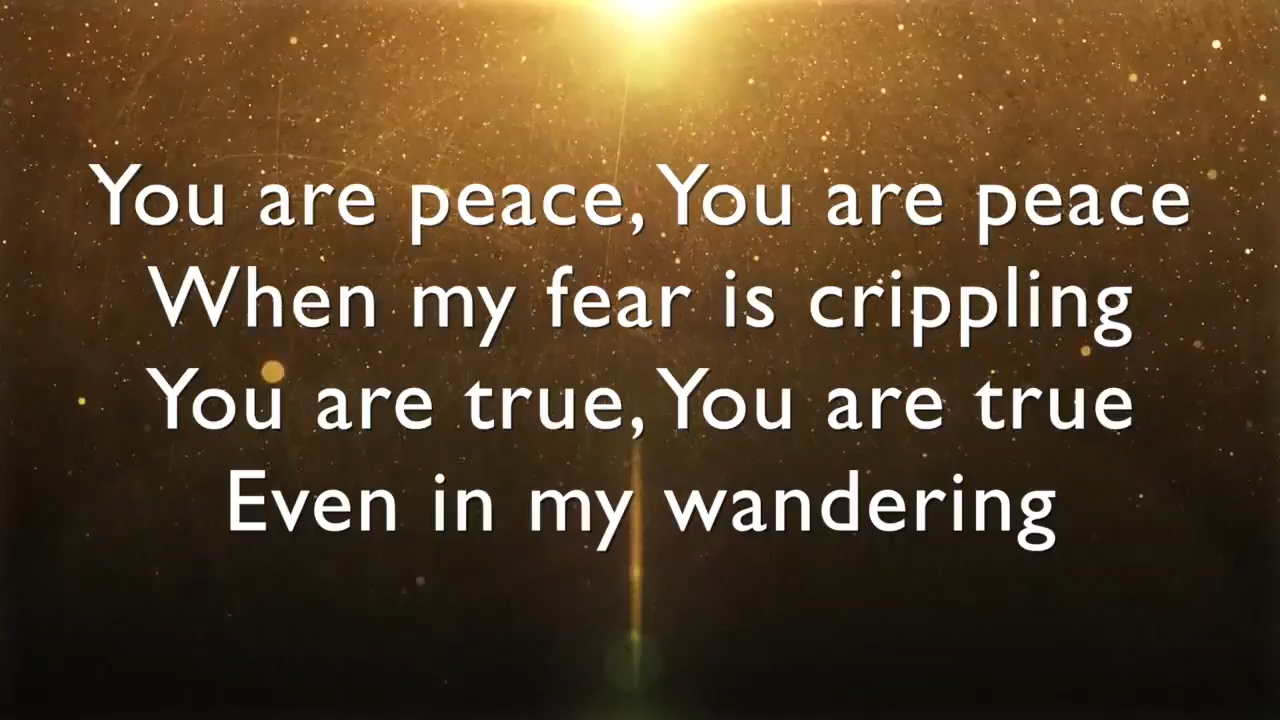 You are peace, You are peace
When my fear is crippling
You are true, You are true
Even in my wandering